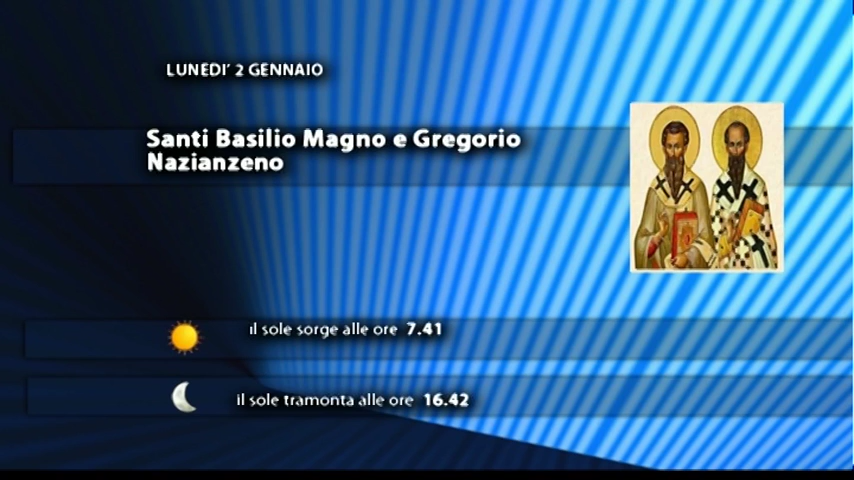 LUNEDI' 2 GENNAIO
Santi Basilio Magno e Gregorio
Nazianzeno
il sole sorge alle ore 7.41
il sole tramonta alle ore 16.42